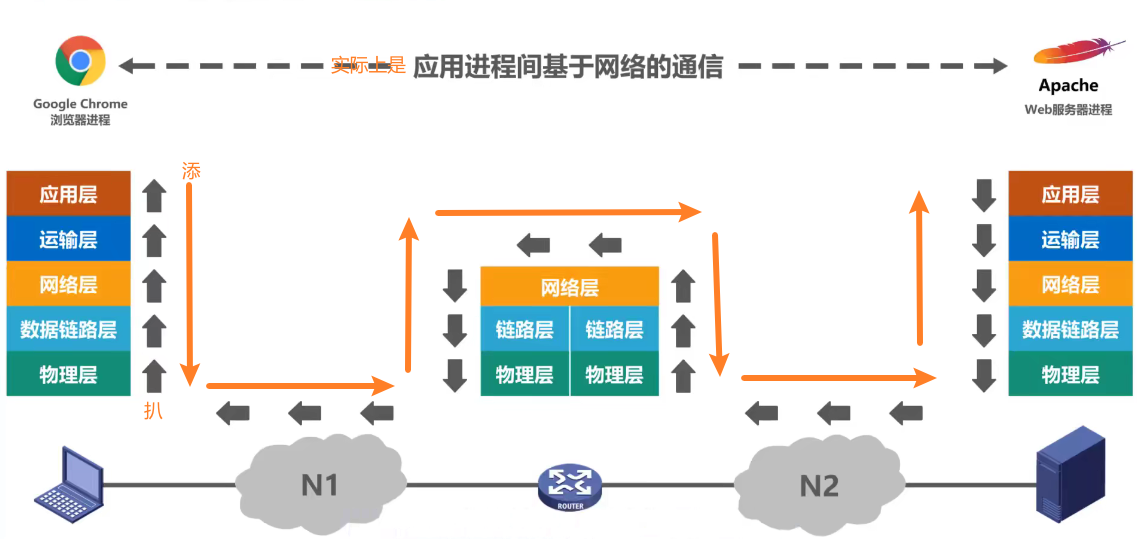 实际上是 应用进程间基于网络的通信
Google Chrome
浏览器进程
Apache
Web服务器进程
添
应用层
运输层
网络层
数据链路层
物理层
扒
网络层
链路层 链路层
物理层 物理层
应用层
运输层
网络层
数据链路层
物理层
N1
ROUTER
N2